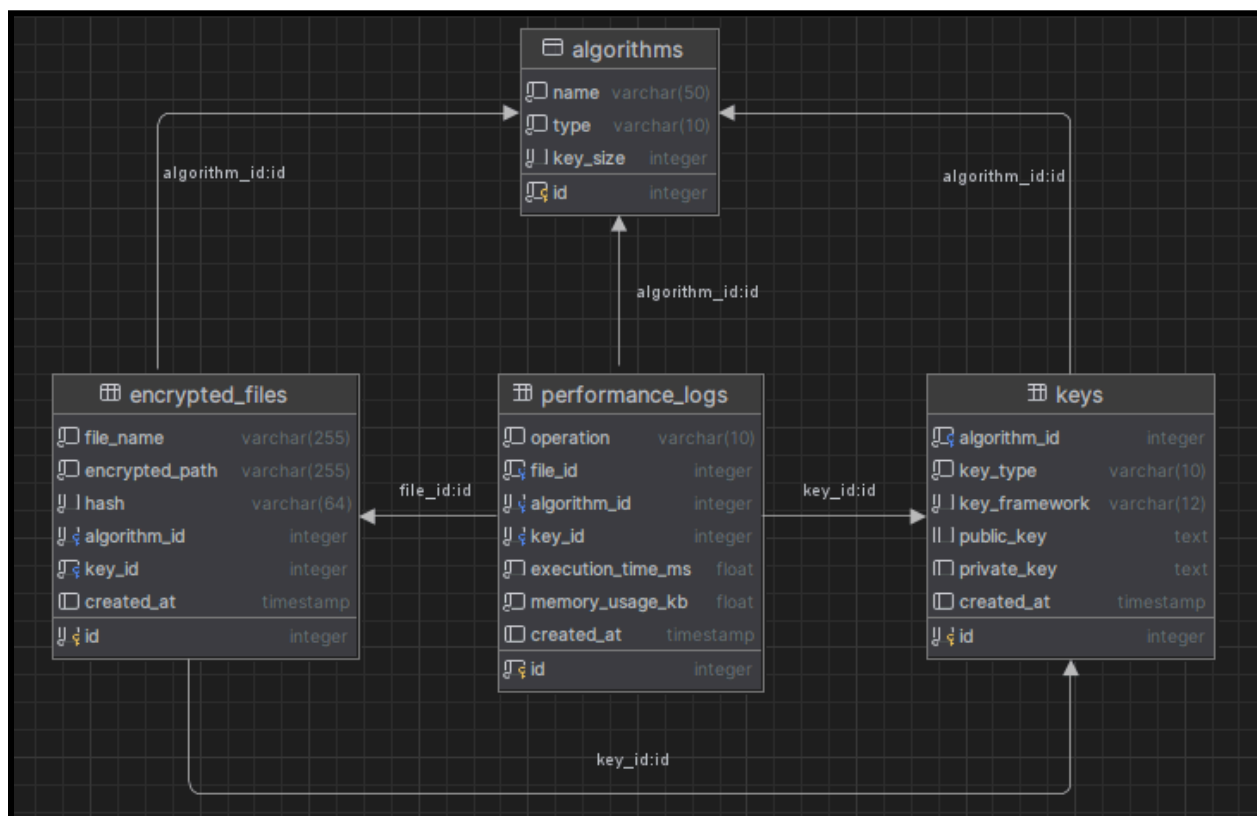 algorithms
name varchar(50)
type varchar(10)
key_size integer
id integer
algorithm_id:id
algorithm_id:id
algorithm_id:id
encrypted_files
file_name varchar(255)
encrypted_path varchar(255)
hash varchar(64)
algorithm_id integer
key_id integer
created_at timestamp
id integer
file_id:id
performance_logs
operation varchar(10)
file_id integer
algorithm_id integer
key_id integer
execution_time_ms float
memory_usage_kb float
created_at timestamp
id integer
key_id:id
keys
algorithm_id integer
key_type varchar(10)
key_framework varchar(12)
public_key text
private_key text
created_at timestamp
id integer
key_id:id